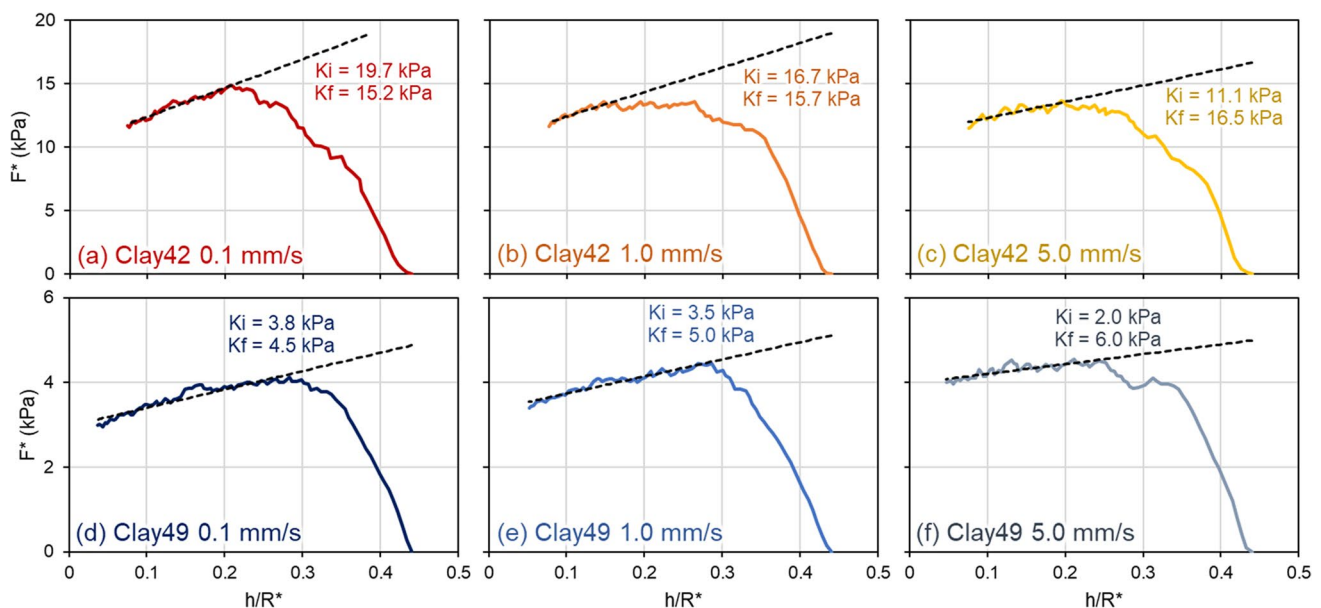 20
15
10
5
0
F* (kPa)
Ki = 19.7 kPa
Kf = 15.2 kPa
(a) Clay42 0.1 mm/s
Ki = 16.7 kPa
Kf = 15.7 kPa
(b) Clay42 1.0 mm/s
Ki = 11.1 kPa
Kf = 16.5 kPa
(c) Clay42 5.0 mm/s
6
4
2
0
F* (kPa)
Ki = 3.8 kPa
Kf = 4.5 kPa
(d) Clay49 0.1 mm/s
Ki = 3.5 kPa
Kf = 5.0 kPa
(e) Clay49 1.0 mm/s
Ki = 2.0 kPa
Kf = 6.0 kPa
(f) Clay49 5.0 mm/s
0 0.1 0.2 0.3 0.4 0.5
0 0.1 0.2 0.3 0.4 0.5
0 0.1 0.2 0.3 0.4 0.5
h/R*
h/R*
h/R*